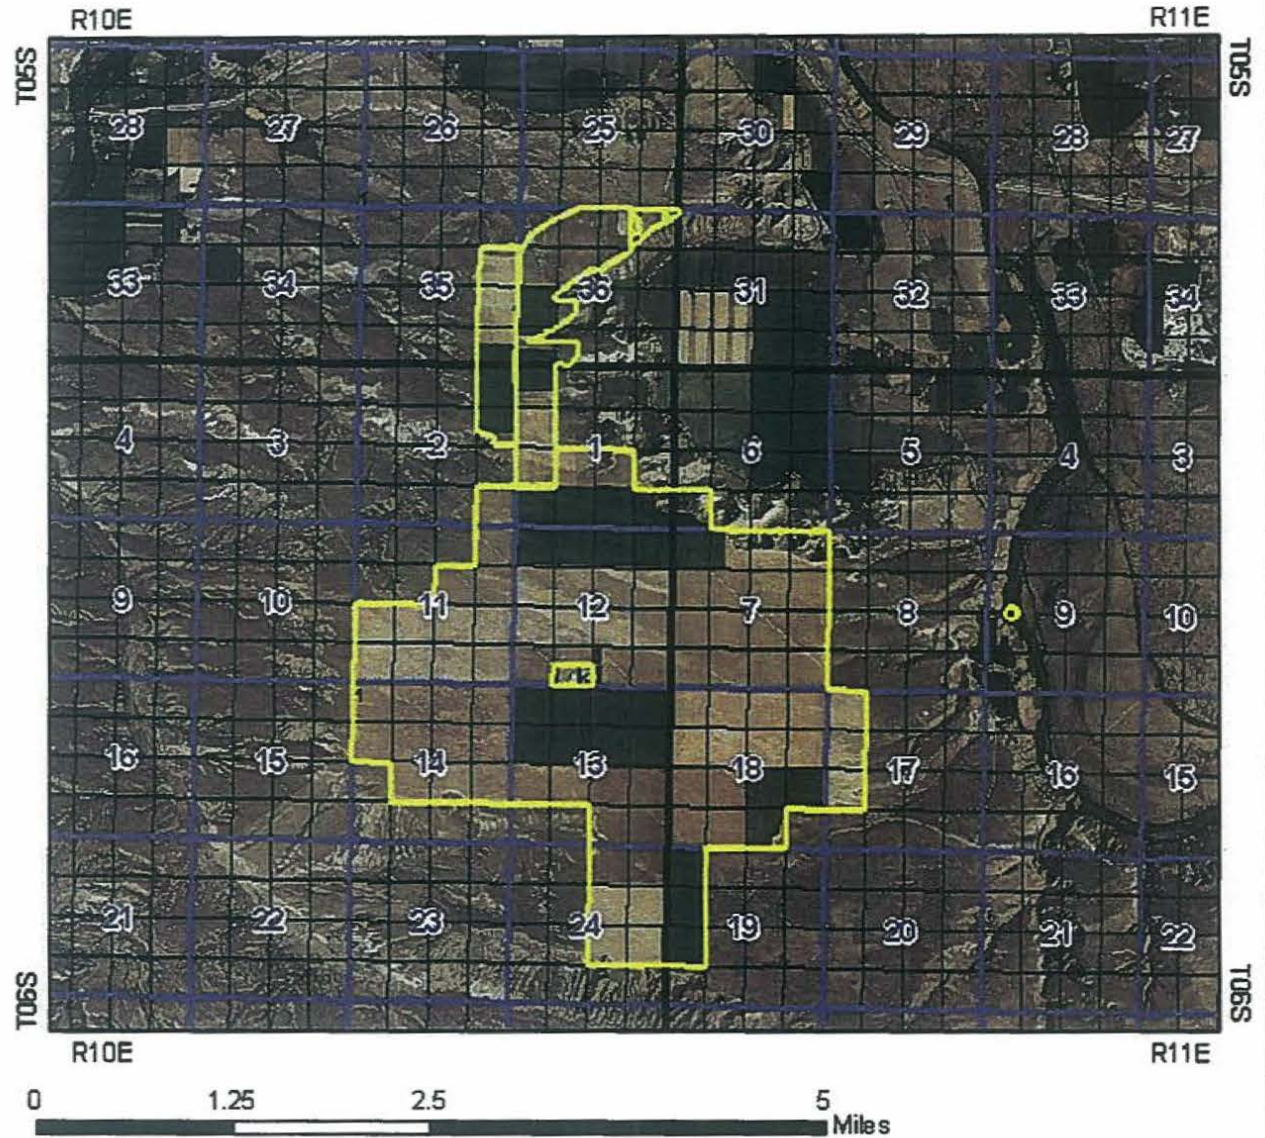 R10E R11E
T05S T05S
28 27 26 25 30 29 28 27
33 34 35 36 31 32 33 34
4 3 2 1 6 5 4 3
9 10 11 12 7 8 9 10
16 15 14 13 18 17 16 15
21 22 23 24 19 20 21 22
T06S T06S
R10E R11E
0 1.25 2.5 5
Miles